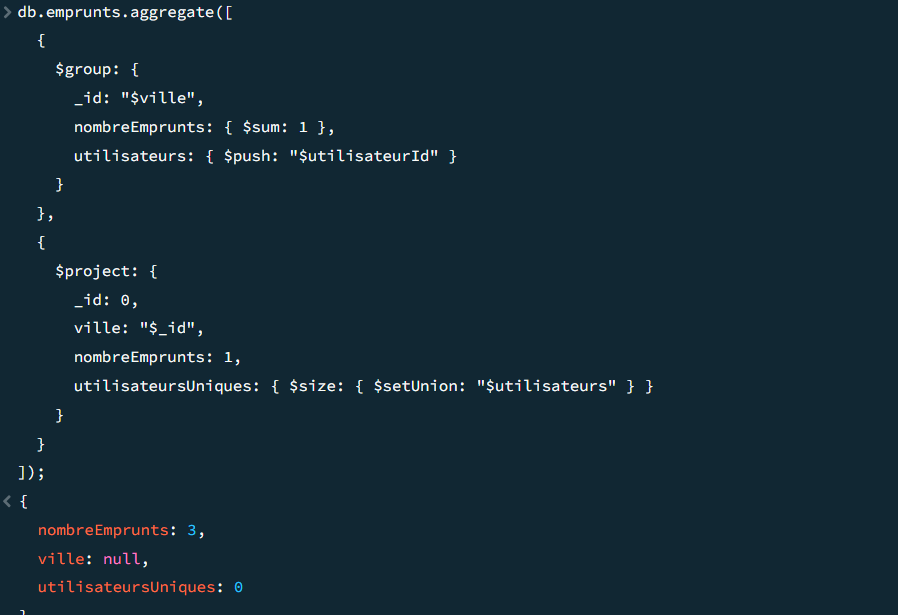 > db.emprunts.aggregate([
{
$group: {
_id: "$ville",
nombreEmprunts: { $sum: 1 },
utilisateurs: { $push: "$utilisateurId" }
}
},
{
$project: {
_id: 0,
ville: "$_id",
nombreEmprunts: 1,
utilisateursUniques: { $size: { $setUnion: "$utilisateurs" } }
}
}
]);
< {
nombreEmprunts: 3,
ville: null,
utilisateursUniques: 0
}